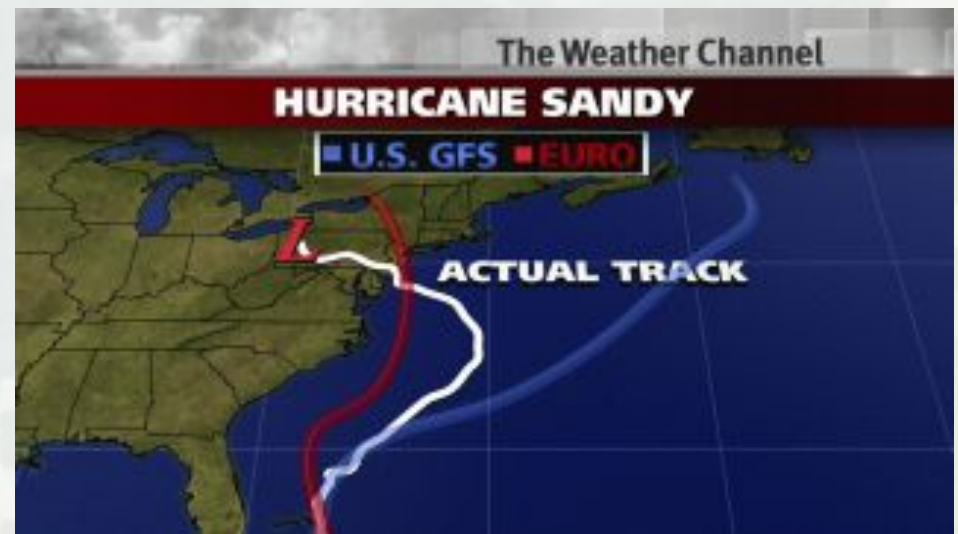 The Weather Channel
HURRICANE SANDY
U.S. GFS EURO
L
ACTUAL TRACK